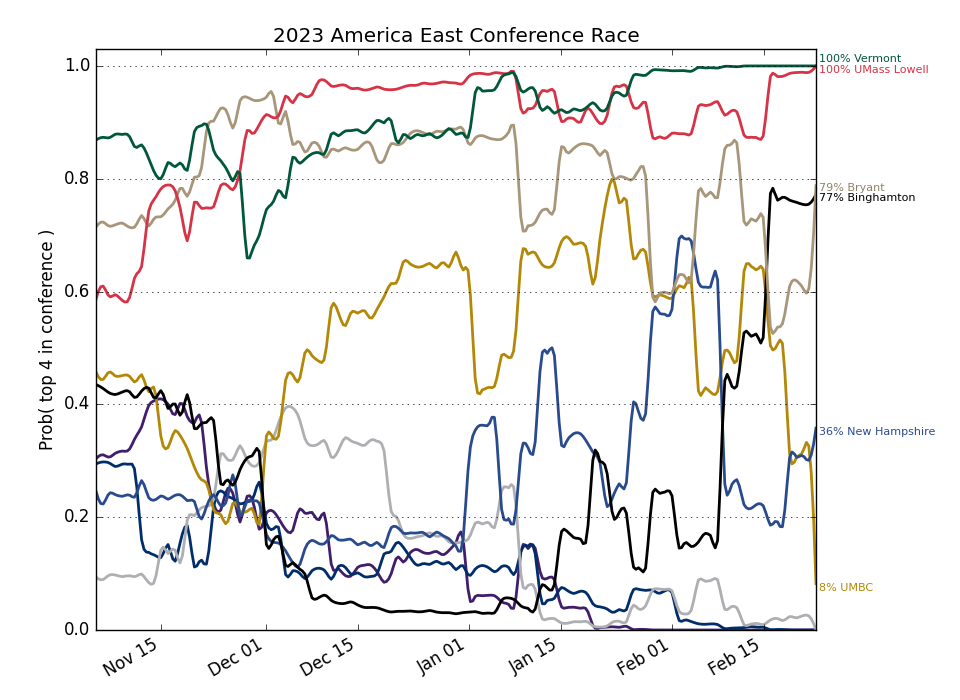 2023 America East Conference Race
Prob( top 4 in conference )
1.0
0.8
0.6
0.4
0.2
0.0
Nov 15
Dec 01
Dec 15
Jan 01
Jan 15
Feb 01
Feb 15
100% Vermont
100% UMass Lowell
79% Bryant
77% Binghamton
36% New Hampshire
8% UMBC